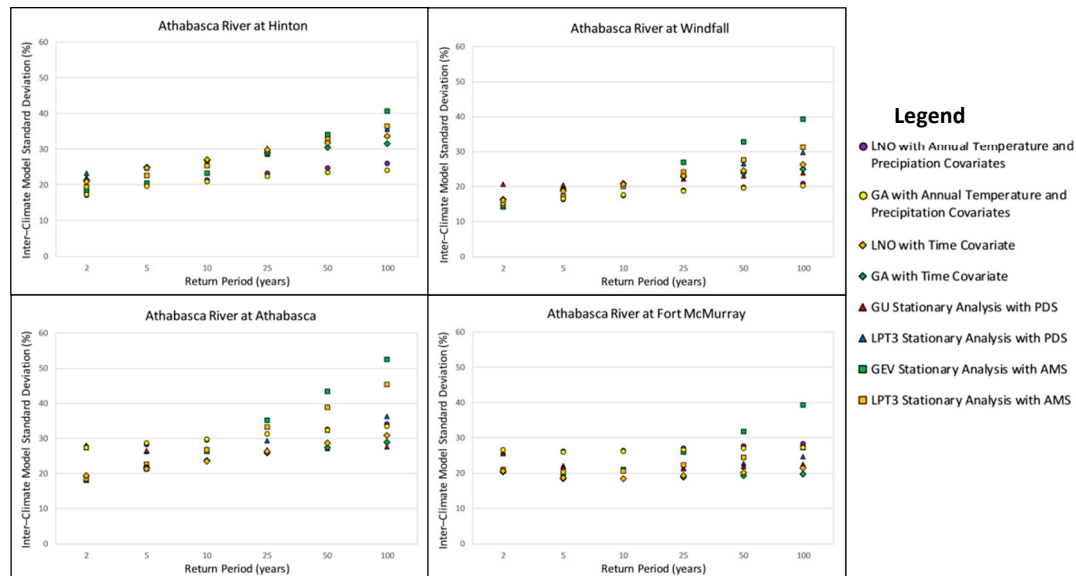 Athabasca River at Hinton
Inter-Climate Model Standard Deviation (%)
60
50
40
30
20
10
0
2 5 10 25 50 100
Return Period (years)
Athabasca River at Windfall
Inter-Climate Model Standard Deviation (%)
60
50
40
30
20
10
0
2 5 10 25 50 100
Return Period (years)
Athabasca River at Athabasca
Inter-Climate Model Standard Deviation (%)
60
50
40
30
20
10
0
2 5 10 25 50 100
Return Period (years)
Athabasca River at Fort McMurray
Inter-Climate Model Standard Deviation (%)
60
50
40
30
20
10
0
2 5 10 25 50 100
Return Period (years)
Legend
LNO with Annual Temperature and
Precipiation Covariates
GA with Annual Temperature and
Precipitation Covariates
LNO with Time Covariate
GA with Time Covariate
GU Stationary Analysis with PDS
LPT3 Stationary Analysis with PDS
GEV Stationary Analysis with AMS
LPT3 Stationary Analysis with AMS